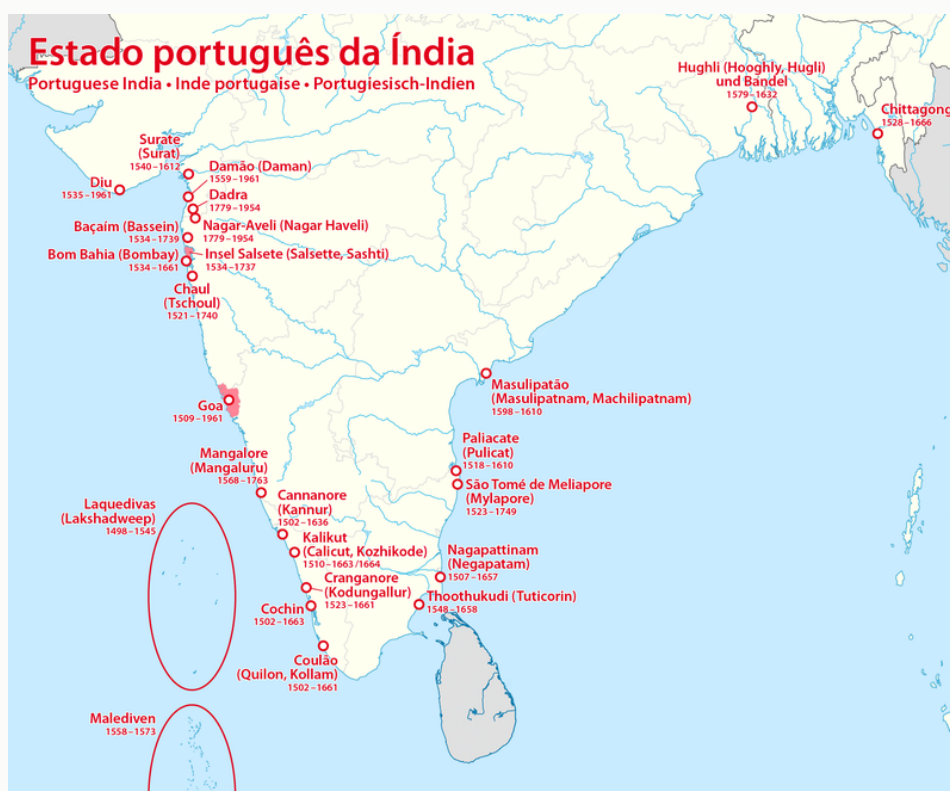 Estado português da Índia
Portuguese India • Inde portugaise • Portugiesisch-Indien
Hughli (Hooghly, Hugli)
und Bandel
1579–1632
Chittagong
1528–1666
Surate
(Surat)
1540–1612
Damão (Daman)
1559–1961
Diu
1535–1961
Dadra
1779–1954
Nagar-Aveli (Nagar Haveli)
1779–1954
Baçaím (Bassein)
1534–1739
Bom Bahia (Bombay)
1534–1661
Insel Salsete (Salsette, Sashti)
1534–1737
Chaul
(Tschoul)
1521–1740
Masulipatão
(Masulipatnam, Machilipatnam)
1598–1610
Goa
1509–1961
Paliacate
(Pulicat)
1518–1610
Mangalore
(Mangaluru)
1568–1763
São Tomé de Meliapore
(Mylapore)
1523–1749
Cannanore
(Kannur)
1502–1636
Laquedivas
(Lakshadweep)
1498–1545
Kalikut
(Calicut, Kozhikode)
1510–1663/1664
Nagapattinam
(Negapatam)
1507–1657
Cranganore
(Kodungallur)
1523–1661
Thoothukudi (Tuticorin)
1548–1658
Cochin
1502–1663
Coulão
(Quilon, Kollam)
1502–1661
Malediven
1558–1573